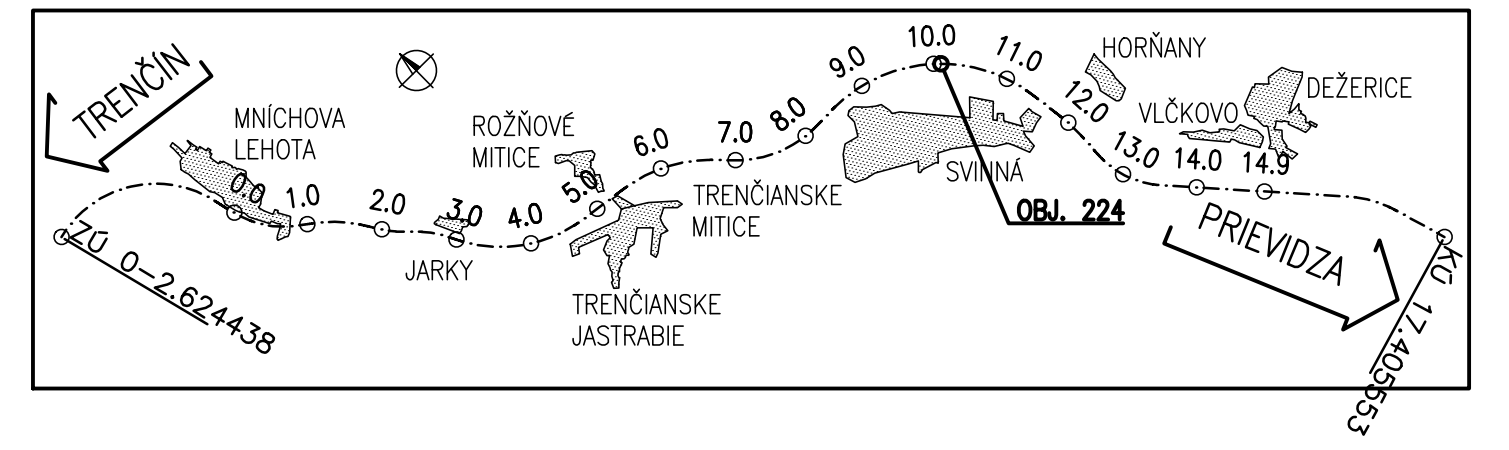 TRENČÍN
MNÍCHOVA
LEHOTA
ZÚ 0-2.624438
0.0
1.0
2.0
3.0
JARKY
4.0
ROŽŇOVÉ
MITICE
5.0
TRENČIANSKE
JASTRABIE
6.0
7.0
TRENČIANSKE
MITICE
8.0
9.0
10.0
SVINNÁ
OBJ. 224
11.0
HORŇANY
12.0
13.0
VLČKOVO
14.0
14.9
DEŽERICE
PRIEVIDZA
KÚ 17.405553